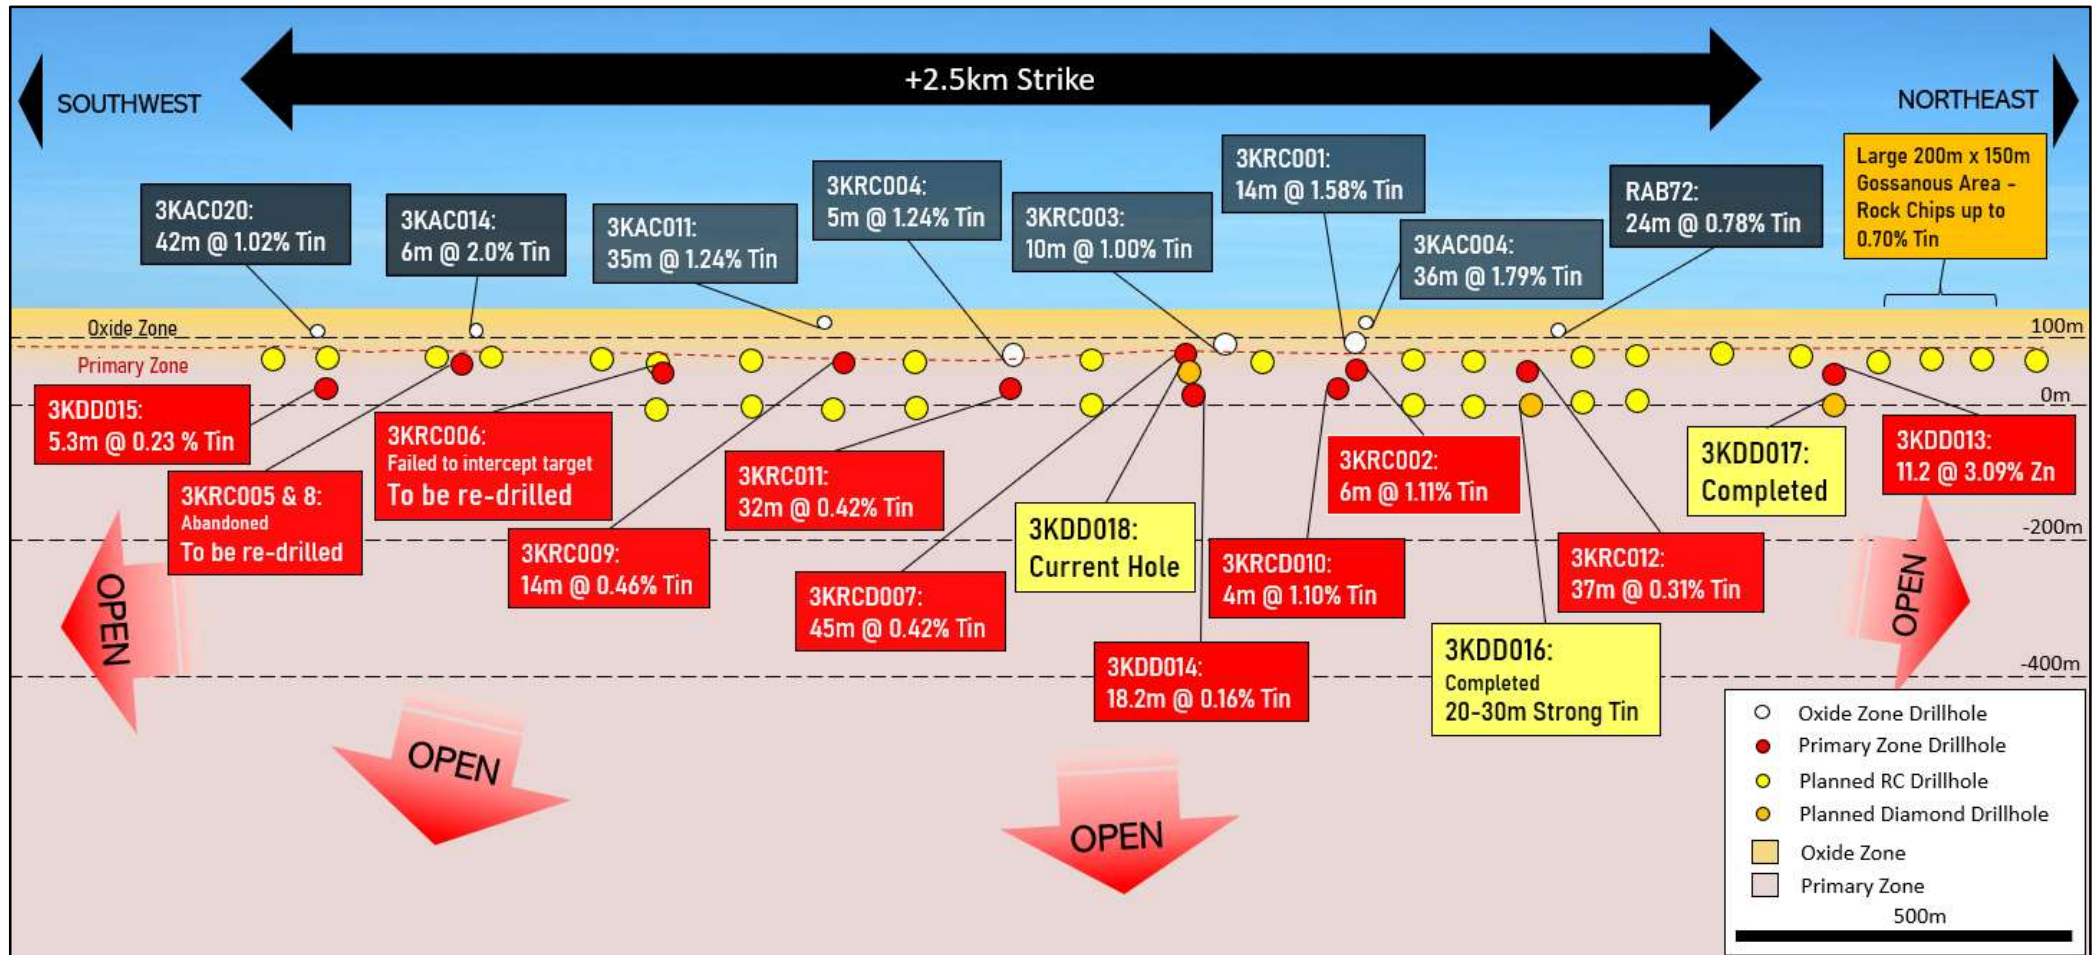 +2.5km Strike
SOUTHWEST
NORTHEAST
3KAC020:
42m @ 1.02% Tin
3KAC014:
6m @ 2.0% Tin
3KAC011:
35m @ 1.24% Tin
3KRC004:
5m @ 1.24% Tin
3KRC003:
10m @ 1.00% Tin
3KRC001:
14m @ 1.58% Tin
3KAC004:
36m @ 1.79% Tin
RAB72:
24m @ 0.78% Tin
Large 200m x 150m
Gossanous Area -
Rock Chips up to
0.70% Tin
Oxide Zone
100m
Primary Zone
0m
3KDD015:
5.3m @ 0.23 % Tin
3KRC005 & 8:
Abandoned
To be re-drilled
3KRC006:
Failed to intercept target
To be re-drilled
3KRC009:
14m @ 0.46% Tin
3KRC011:
32m @ 0.42% Tin
3KRCD007:
45m @ 0.42% Tin
3KDD018:
Current Hole
3KDD014:
18.2m @ 0.16% Tin
3KRCD010:
4m @ 1.10% Tin
3KRC002:
6m @ 1.11% Tin
3KDD016:
Completed
20-30m Strong Tin
3KRC012:
37m @ 0.31% Tin
3KDD017:
Completed
3KDD013:
11.2 @ 3.09% Zn
-200m
-400m
OPEN
OPEN
OPEN
OPEN
Oxide Zone Drillhole
Primary Zone Drillhole
Planned RC Drillhole
Planned Diamond Drillhole
Oxide Zone
Primary Zone
500m